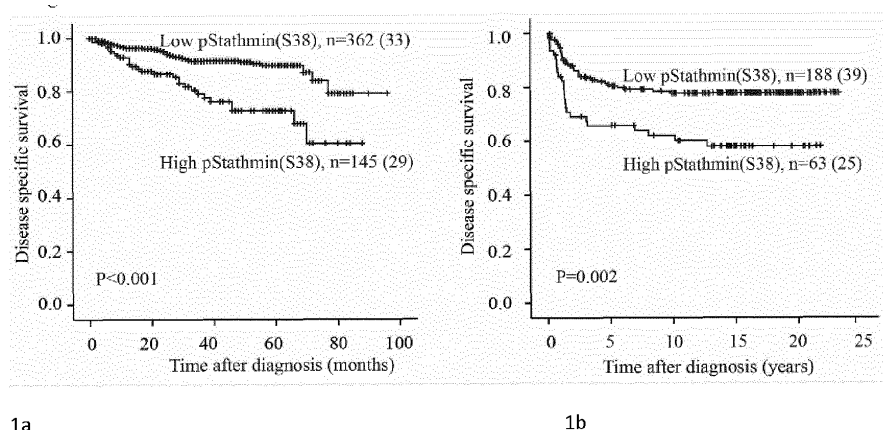 1.0
0.8
0.6
0.4
0.2
0.0
Disease specific survival
Low pStathmin(S38), n=362 (33)
High pStathmin(S38), n=145 (29)
P<0.001
0 20 40 60 80 100
Time after diagnosis (months)
1a
1.0
0.8
0.6
0.4
0.2
0.0
Disease specific survival
Low pStathmin(S38), n=188 (39)
High pStathmin(S38), n=63 (25)
P=0.002
0 5 10 15 20 25
Time after diagnosis (years)
1b